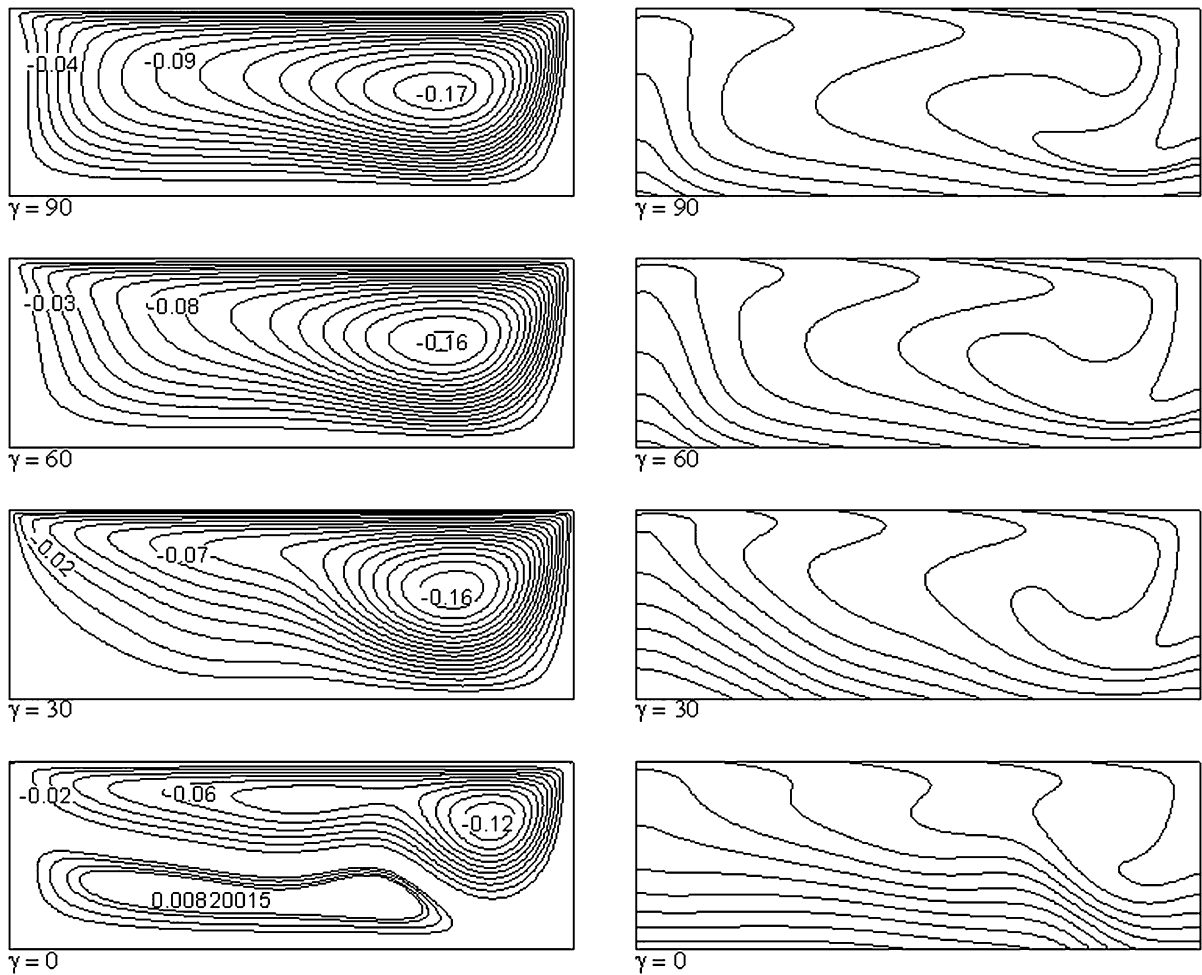 -0.04
-0.09
-0.17
γ = 90
γ = 90
-0.03
-0.08
-0.16
γ = 60
γ = 60
-0.02
-0.07
-0.16
γ = 30
γ = 30
-0.02
-0.06
-0.12
0.00820015
γ = 0
γ = 0